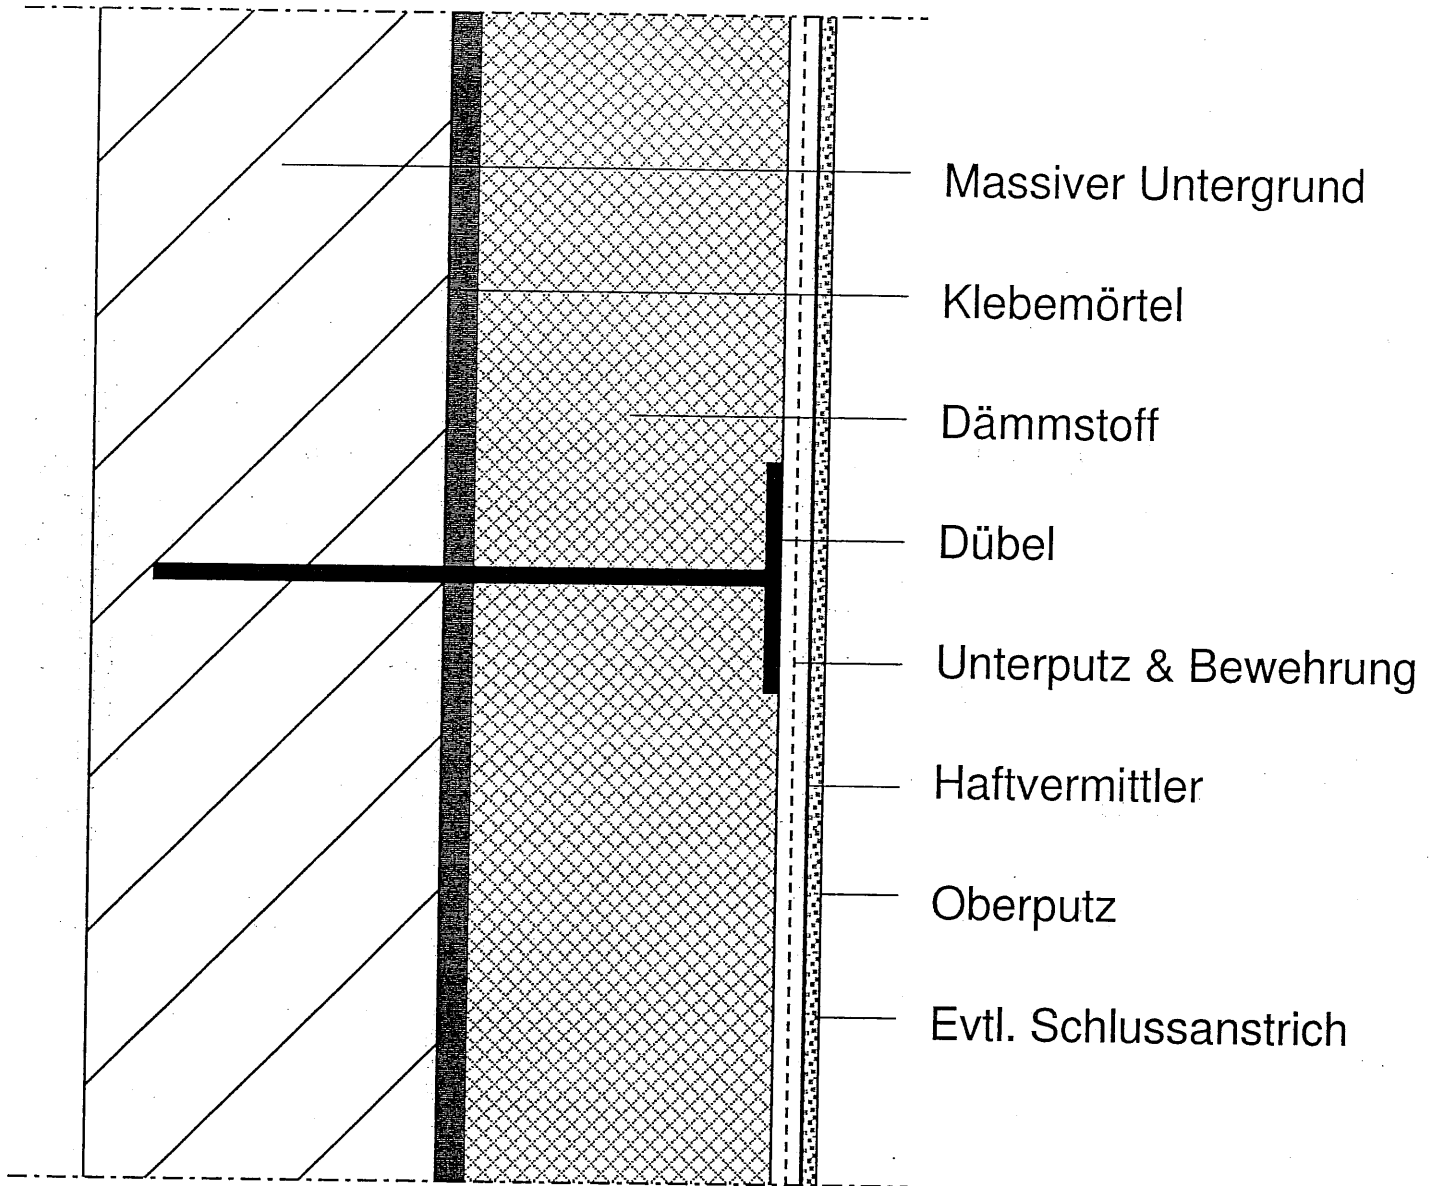 Massiver Untergrund
Klebemörtel
Dämmstoff
Dübel
Unterputz & Bewehrung
Haftvermittler
Oberputz
Evtl. Schlussanstrich